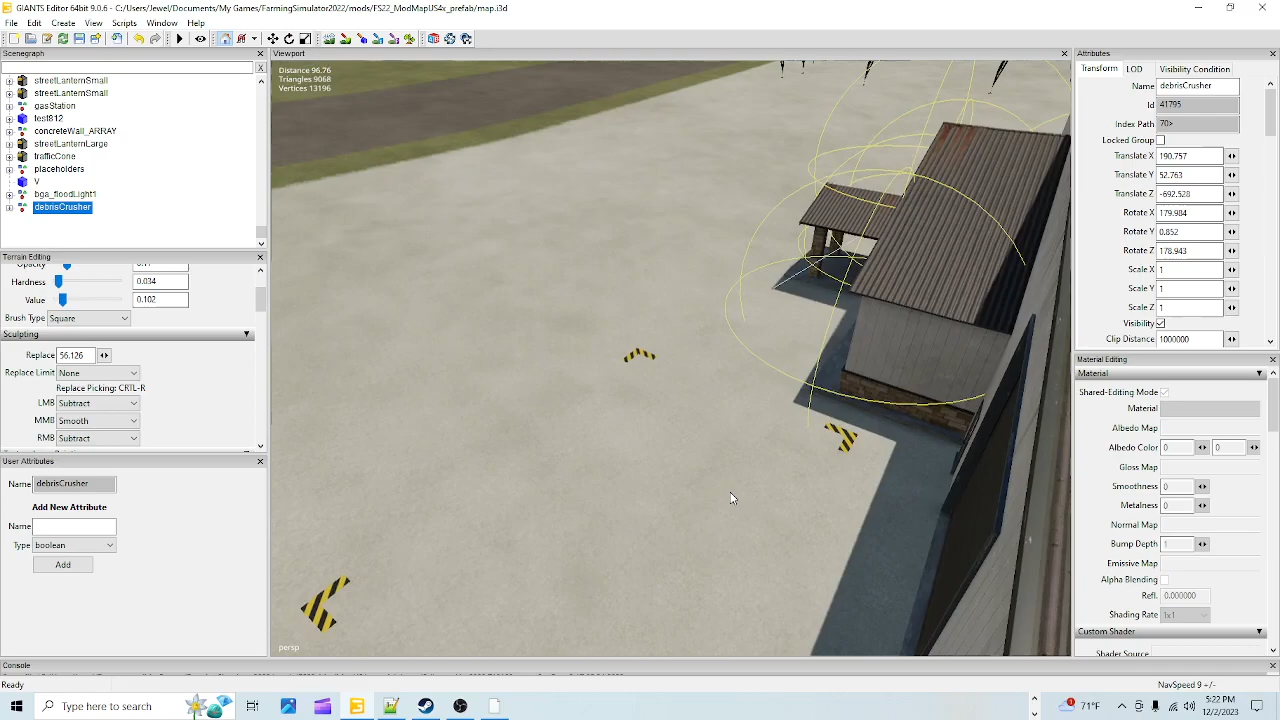 GIANTS Editor 64bit 9.0.6 - C:/Users/Jewel/Documents/My Games/FarmingSimulator2022/mods/FS22_ModMapUS4x_prefab/map.i3d
File Edit Create View Scripts Window Help
Scenegraph
X
streetLanternSmall
streetLanternSmall
gasStation
test812
concreteWall_ARRAY
streetLanternLarge
trafficCone
placeholders
V
bga_floodLight1
debrisCrusher
Terrain Editing
Hardness 0.034
Value 0.102
Brush Type Square
Sculpting
Replace 56.126
Replace Limit None
Replace Picking: CRTL-R
LMB Subtract
MMB Smooth
RMB Subtract
User Attributes
Name debrisCrusher
Add New Attribute
Name
Type boolean
Add
Viewport
Distance 96.76
Triangles 9068
Vertices 13196
persp
Attributes
Transform LOD Visibility Condition
Name debrisCrusher
Id 41795
Index Path 70>
Locked Group
Translate X 190.757
Translate Y 52.763
Translate Z -692.528
Rotate X 179.984
Rotate Y 0.852
Rotate Z 178.943
Scale X 1
Scale Y 1
Scale Z 1
Visibility
Clip Distance 1000000
Material Editing
Material
Shared-Editing Mode
Material
Albedo Map
Albedo Color 0 0
Gloss Map
Smoothness 0
Metalness 0
Normal Map
Bump Depth 1
Emissive Map
Alpha Blending
Refl. 0.000000
Shading Rate 1x1
Custom Shader
Shader Source
Console
Ready
NavSpeed 9 +/-
Type here to search
71°F
5:22 PM
12/2/2023